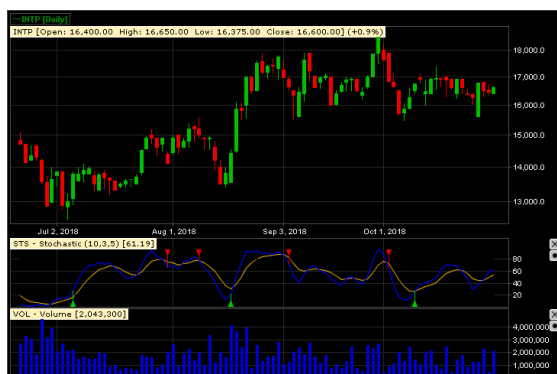 INTP [Daily]
INTP [Open: 16,400.00 High: 16,650.00 Low: 16,375.00 Close: 16,600.00] (+0.9%)
18,000.0
17,000.0
16,000.0
15,000.0
14,000.0
13,000.0
Jul 2, 2018 Aug 1, 2018 Sep 3, 2018 Oct 1, 2018
STS - Stochastic (10,3,5) [61.19]
80
60
40
20
VOL - Volume [2,043,300]
4,000,000
3,000,000
2,000,000
1,000,000